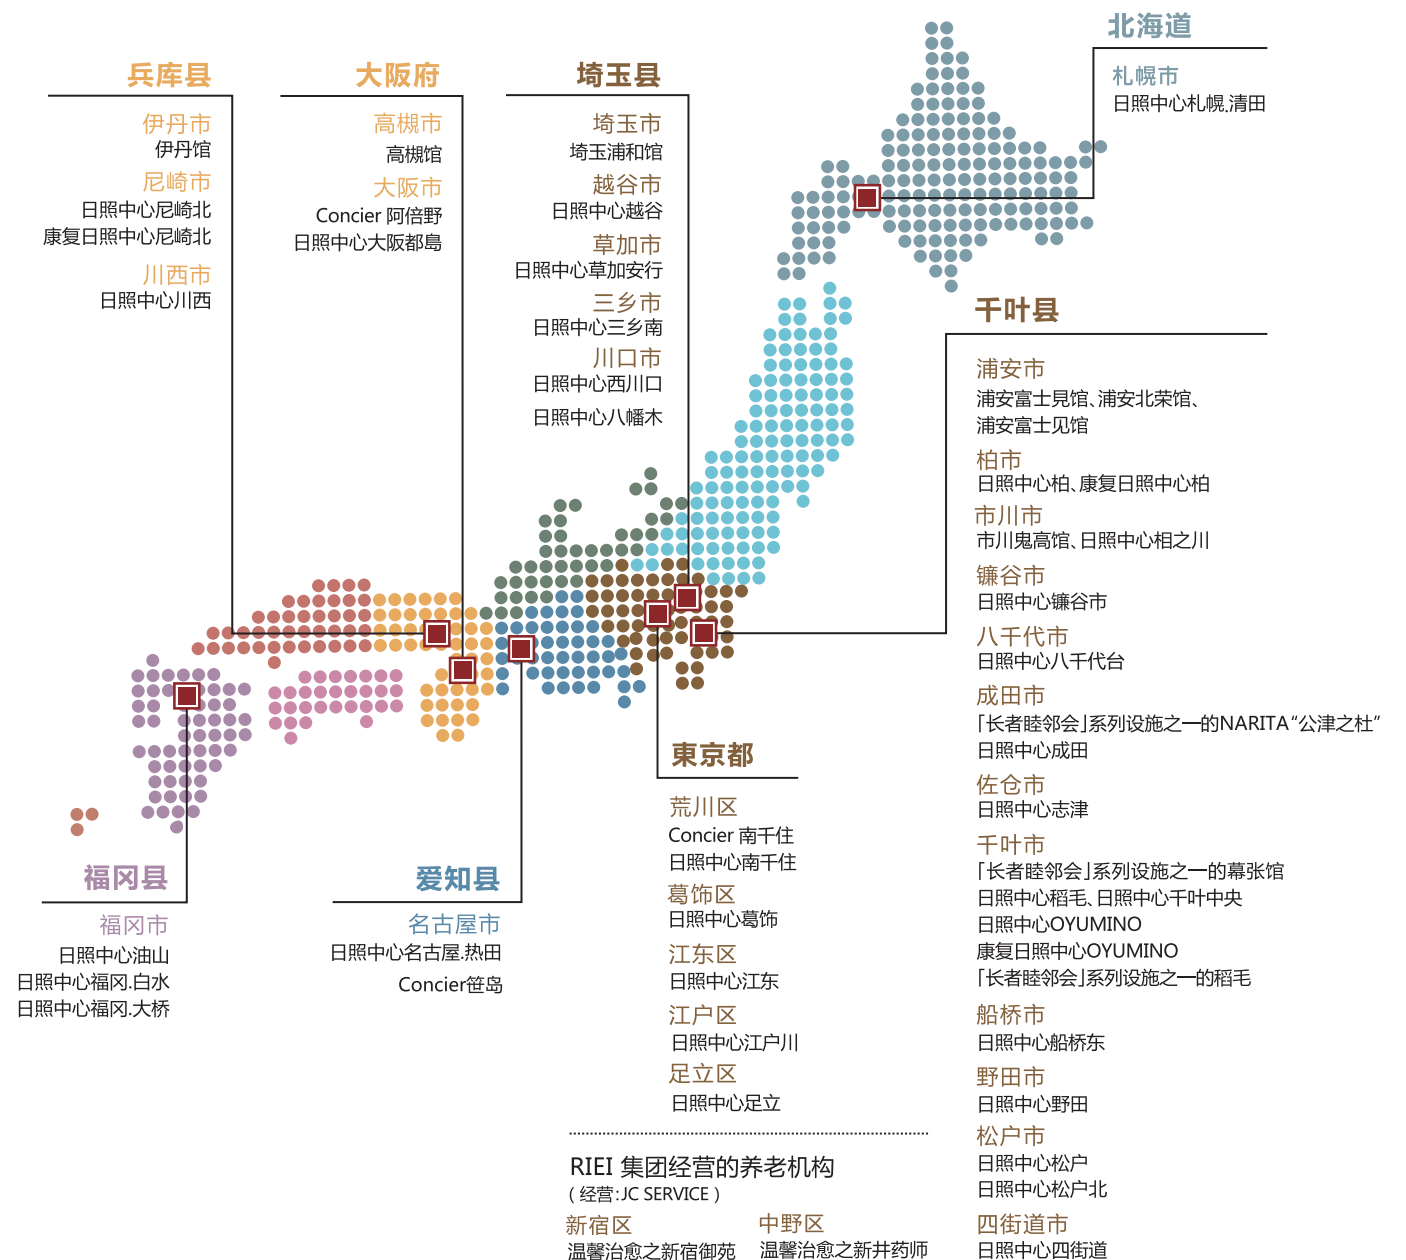 兵库县
伊丹市
伊丹馆
尼崎市
日照中心尼崎北
康复日照中心尼崎北
川西市
日照中心川西
大阪府
高槻市
高槻馆
大阪市
Concier 阿倍野
日照中心大阪都島
埼玉县
埼玉市
埼玉浦和馆
越谷市
日照中心越谷
草加市
日照中心草加安行
三乡市
日照中心三乡南
川口市
日照中心西川口
日照中心八幡木
北海道
札幌市
日照中心札幌.清田
千叶县
浦安市
浦安富士見馆、浦安北荣馆、
浦安富士见馆
柏市
日照中心柏、康复日照中心柏
市川市
市川鬼高馆、日照中心相之川
镰谷市
日照中心镰谷市
八千代市
日照中心八千代台
成田市
「长者睦邻会」系列设施之一的NARITA“公津之杜”
日照中心成田
佐仓市
日照中心志津
千叶市
「长者睦邻会」系列设施之一的幕张馆
日照中心稻毛、日照中心千叶中央
日照中心OYUMINO
康复日照中心OYUMINO
「长者睦邻会」系列设施之一的稻毛
船桥市
日照中心船桥东
野田市
日照中心野田
松户市
日照中心松户
日照中心松户北
四街道市
日照中心四街道
東京都
荒川区
Concier 南千住
日照中心南千住
葛饰区
日照中心葛饰
江东区
日照中心江东
江户区
日照中心江户川
足立区
日照中心足立
福冈县
福冈市
日照中心油山
日照中心福冈.白水
日照中心福冈.大桥
爱知县
名古屋市
日照中心名古屋.热田
Concier笹岛
RIEI 集团经营的养老机构
( 经营:JC SERVICE )
新宿区
温馨治愈之新宿御苑
中野区
温馨治愈之新井药师